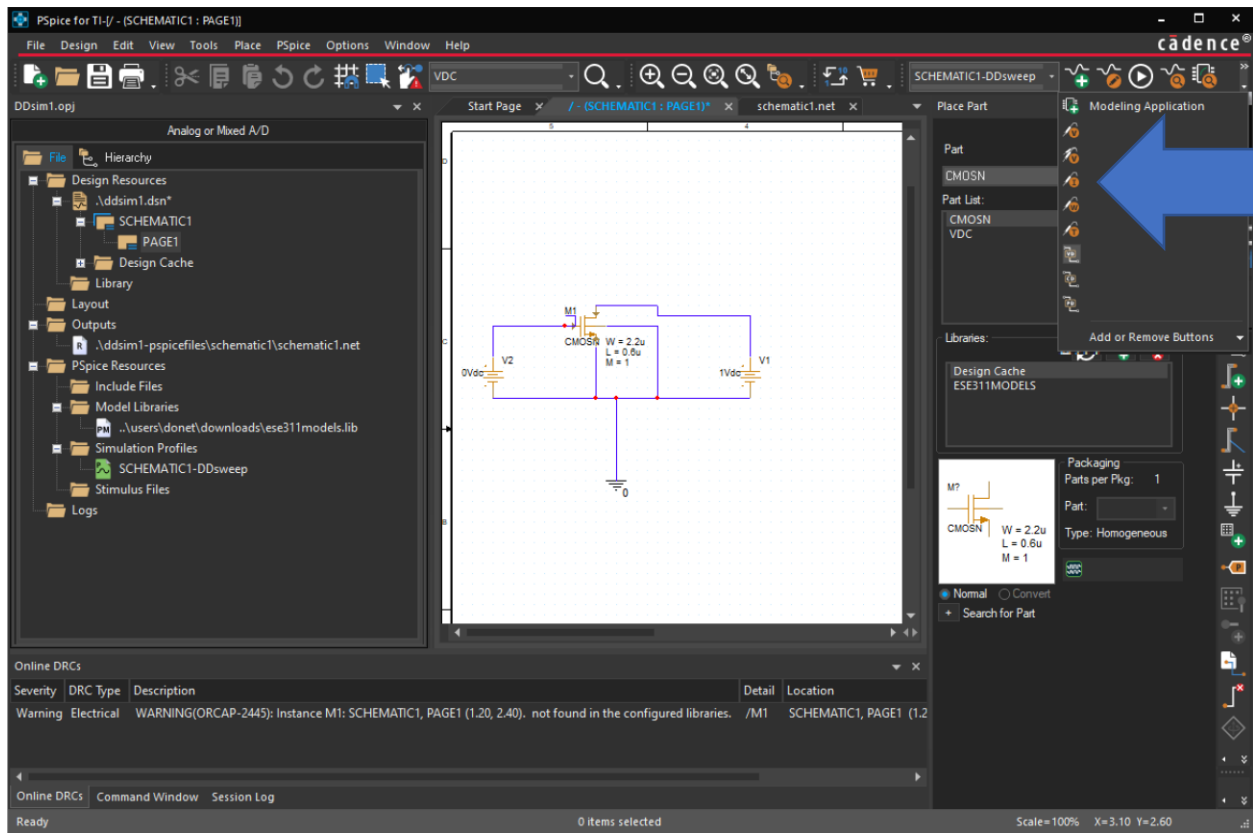 PSpice for TI-[/ - (SCHEMATIC1 : PAGE1)]
File Design Edit View Tools Place PSpice Options Window Help
cādence®
VDC
SCHEMATIC1-DDsweep
DDsim1.opj
Start Page
/ - (SCHEMATIC1 : PAGE1)*
schematic1.net
Place Part
Modeling Application
Analog or Mixed A/D
File
Hierarchy
Design Resources
.\ddsim1.dsn*
SCHEMATIC1
PAGE1
Design Cache
Library
Layout
Outputs
.\ddsim1-pspicefiles\schematic1\schematic1.net
PSpice Resources
Include Files
Model Libraries
..\users\donet\downloads\ese311models.lib
Simulation Profiles
SCHEMATIC1-DDsweep
Stimulus Files
Logs
5
4
D
C
B
M1
CMOSN
W = 2.2u
L = 0.6u
M = 1
V2
0Vdc
V1
1Vdc
0
Part
CMOSN
Part List:
CMOSN
VDC
Add or Remove Buttons
Libraries:
Design Cache
ESE311MODELS
M?
CMOSN
W = 2.2u
L = 0.6u
M = 1
Packaging
Parts per Pkg: 1
Part:
Type: Homogeneous
Normal
Convert
Search for Part
Online DRCs
Severity DRC Type Description Detail Location
Warning Electrical WARNING(ORCAP-2445): Instance M1: SCHEMATIC1, PAGE1 (1.20, 2.40). not found in the configured libraries. /M1 SCHEMATIC1, PAGE1 (1.2
Online DRCs Command Window Session Log
Ready
0 items selected
Scale=100% X=3.10 Y=2.60